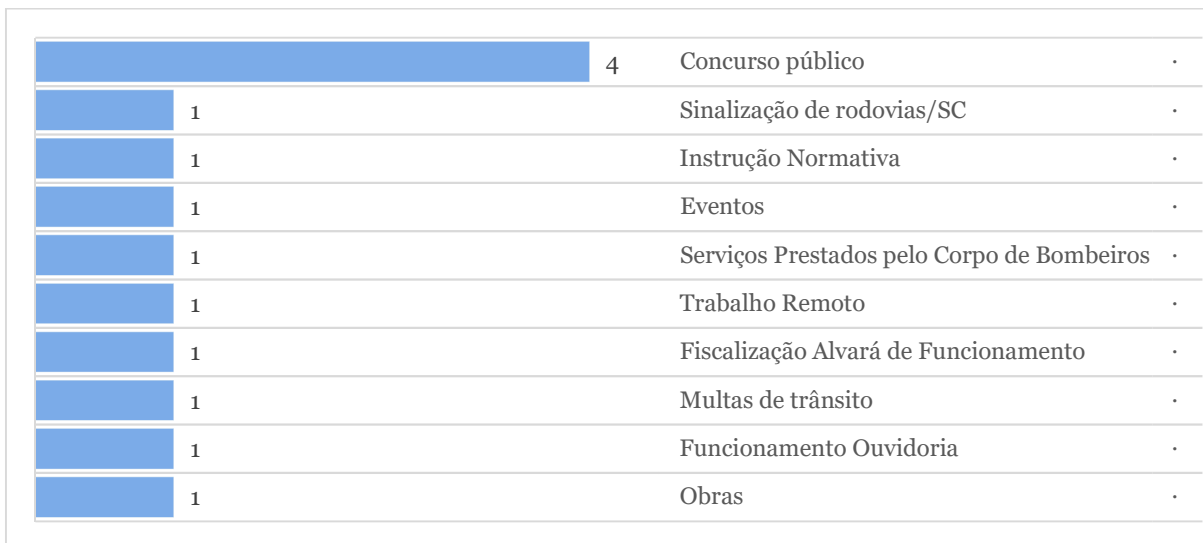 4 Concurso público ·
1 Sinalização de rodovias/SC ·
1 Instrução Normativa ·
1 Eventos ·
1 Serviços Prestados pelo Corpo de Bombeiros ·
1 Trabalho Remoto ·
1 Fiscalização Alvará de Funcionamento ·
1 Multas de trânsito ·
1 Funcionamento Ouvidoria ·
1 Obras ·